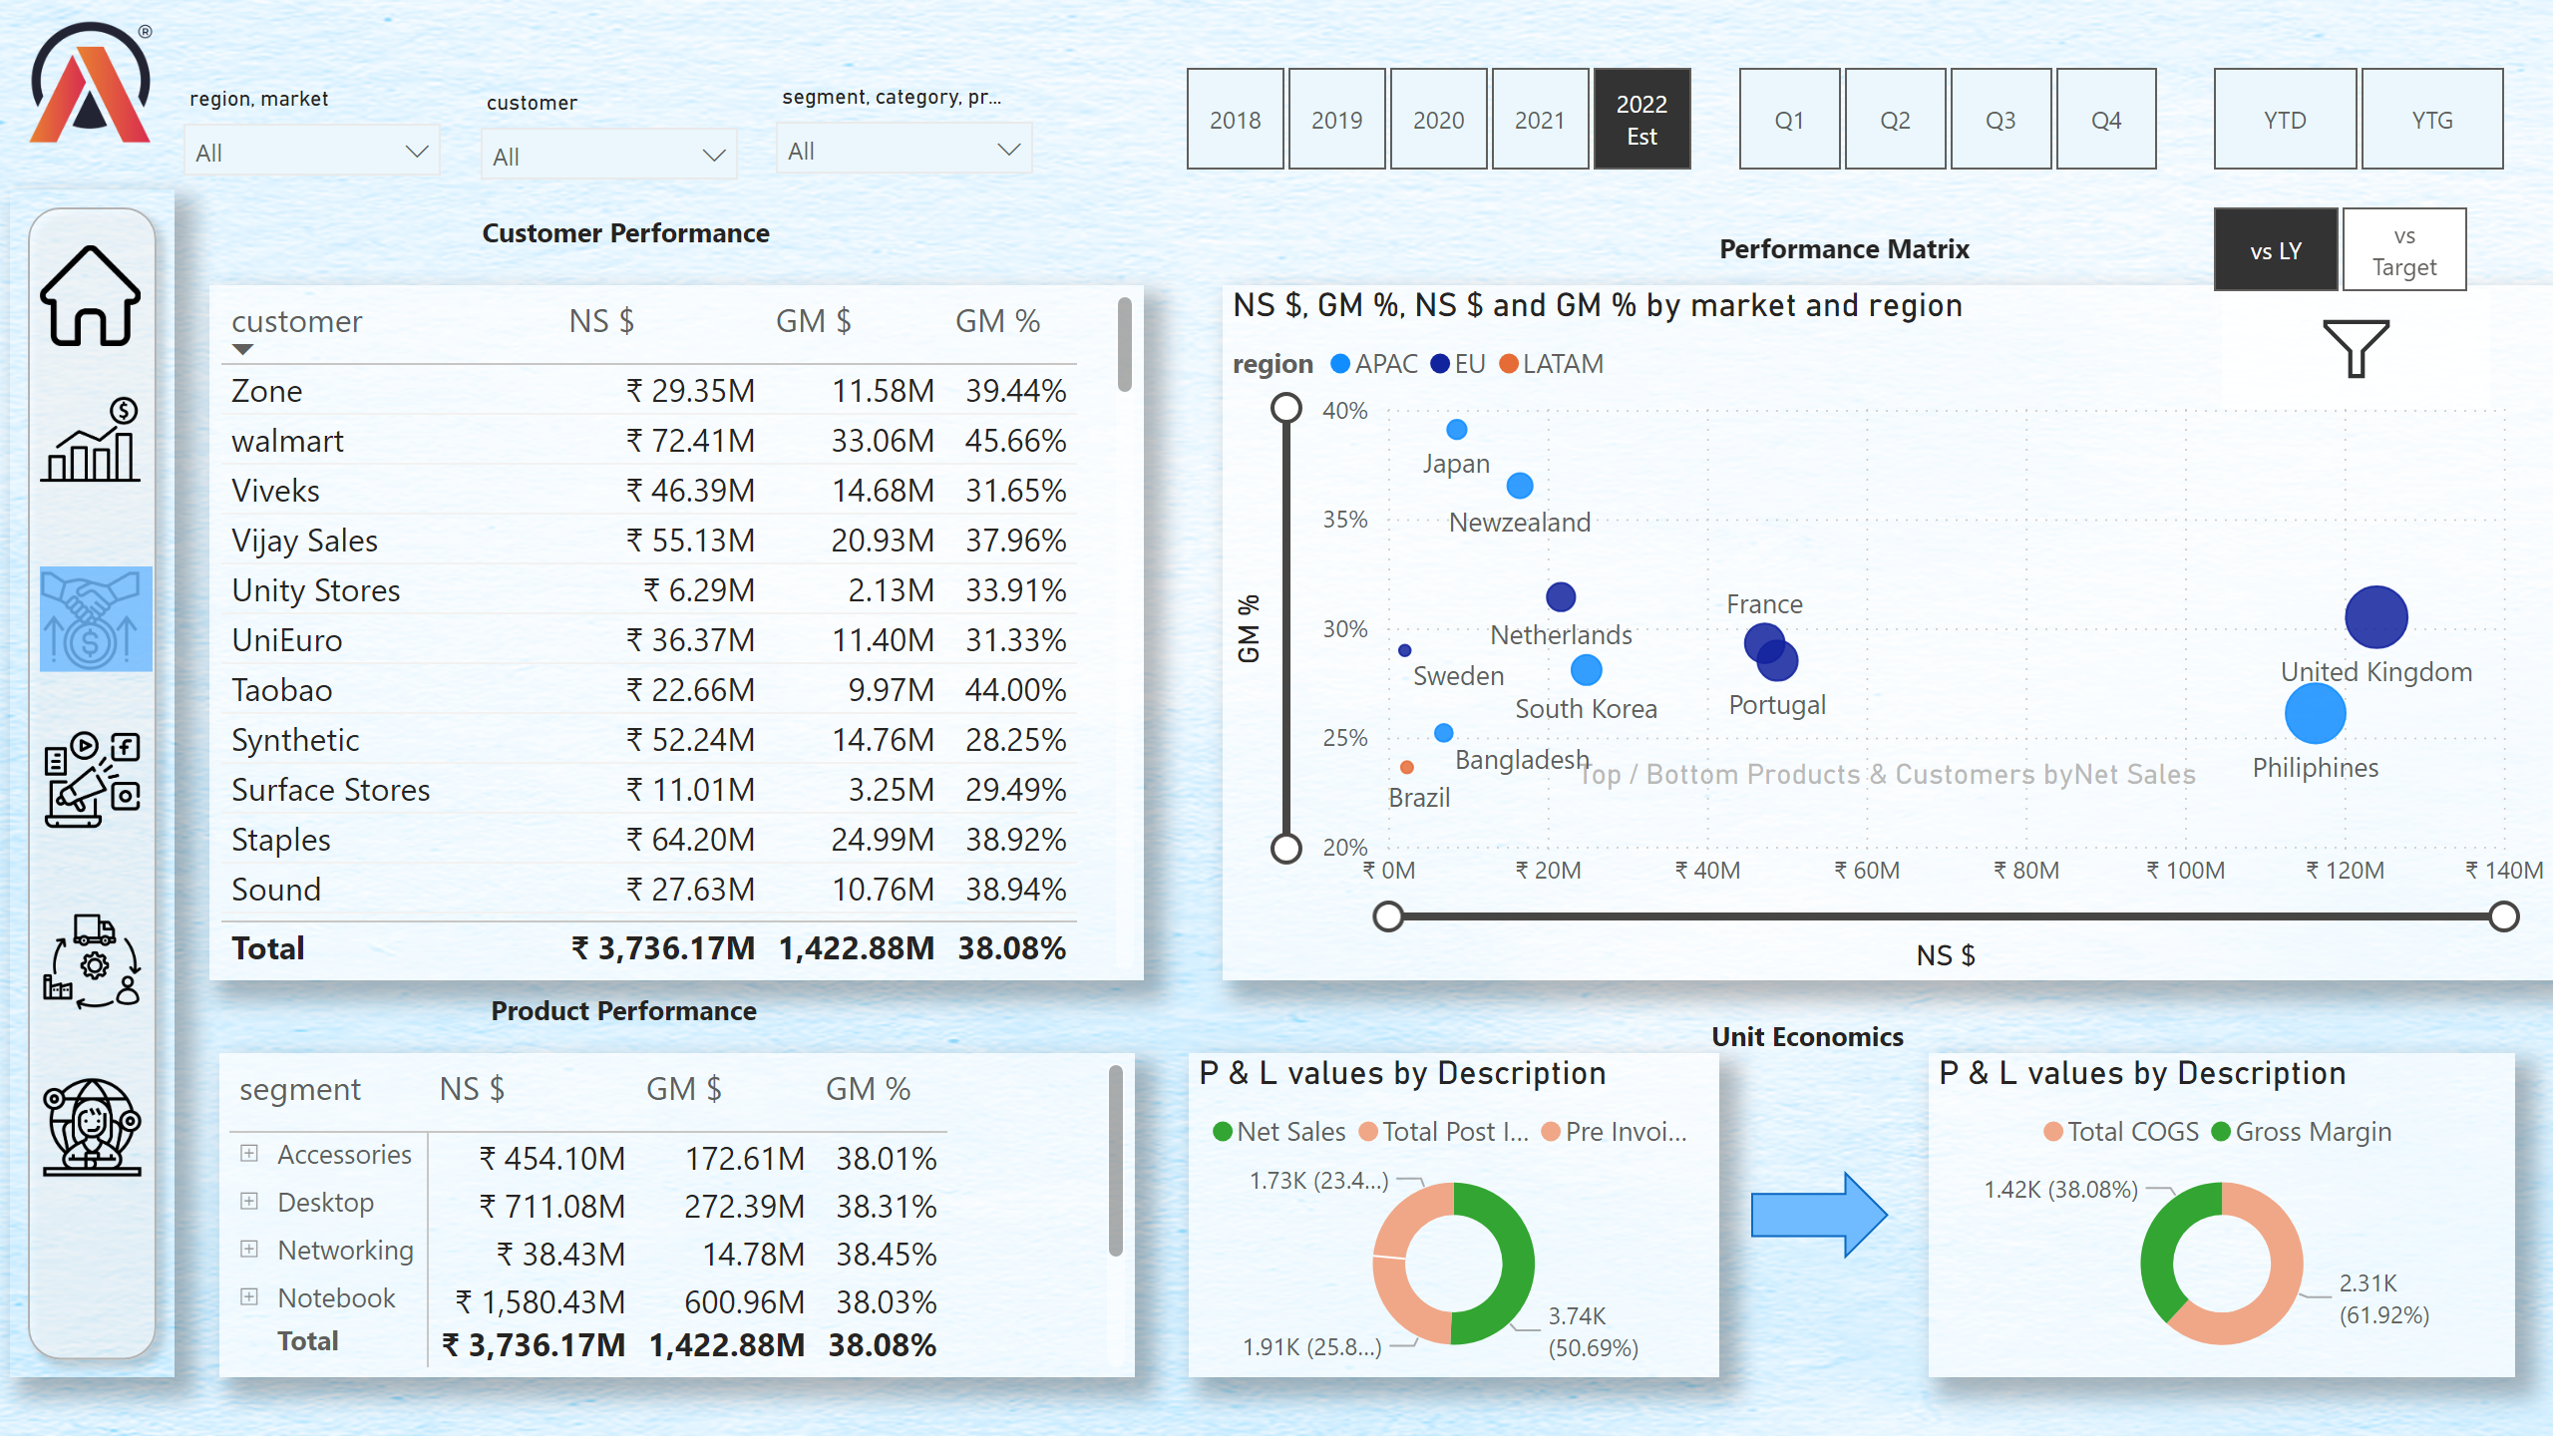 ®
region, market
All
customer
All
segment, category, pr...
All
2018
2019
2020
2021
2022
Est
Q1
Q2
Q3
Q4
YTD
YTG
vs LY
vs
Target
Customer Performance
customer NS $ GM $ GM %
Zone ₹ 29.35M 11.58M 39.44%
walmart ₹ 72.41M 33.06M 45.66%
Viveks ₹ 46.39M 14.68M 31.65%
Vijay Sales ₹ 55.13M 20.93M 37.96%
Unity Stores ₹ 6.29M 2.13M 33.91%
UniEuro ₹ 36.37M 11.40M 31.33%
Taobao ₹ 22.66M 9.97M 44.00%
Synthetic ₹ 52.24M 14.76M 28.25%
Surface Stores ₹ 11.01M 3.25M 29.49%
Staples ₹ 64.20M 24.99M 38.92%
Sound ₹ 27.63M 10.76M 38.94%
Total ₹ 3,736.17M 1,422.88M 38.08%
Performance Matrix
NS $, GM %, NS $ and GM % by market and region
region APAC EU LATAM
GM %
40%
35%
30%
25%
20%
Japan
Newzealand
Netherlands
France
Sweden
South Korea
Portugal
United Kingdom
Bangladesh
Brazil
Philiphines
Top / Bottom Products & Customers byNet Sales
₹ 0M ₹ 20M ₹ 40M ₹ 60M ₹ 80M ₹ 100M ₹ 120M ₹ 140M
NS $
Product Performance
segment NS $ GM $ GM %
Accessories ₹ 454.10M 172.61M 38.01%
Desktop ₹ 711.08M 272.39M 38.31%
Networking ₹ 38.43M 14.78M 38.45%
Notebook ₹ 1,580.43M 600.96M 38.03%
Total ₹ 3,736.17M 1,422.88M 38.08%
Unit Economics
P & L values by Description
Net Sales Total Post I... Pre Invoi...
1.73K (23.4...)
1.91K (25.8...)
3.74K
(50.69%)
P & L values by Description
Total COGS Gross Margin
1.42K (38.08%)
2.31K
(61.92%)